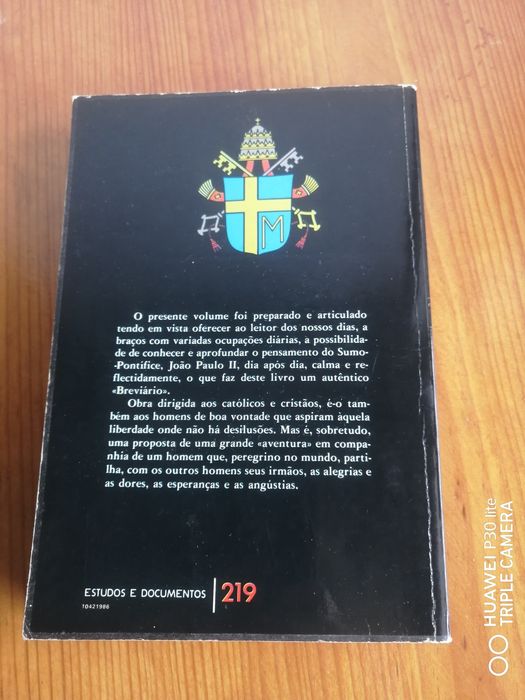 M
O presente volume foi preparado e articulado
tendo em vista oferecer ao leitor dos nossos dias, a
braços com variadas ocupações diárias, a possibilida-
de de conhecer e aprofundar o pensamento do Sumo-
-Pontífice, João Paulo II, dia após dia, calma e re-
flectidamente, o que faz deste livro um autêntico
«Breviário».
Obra dirigida aos católicos e cristãos, é-o tam-
bém aos homens de boa vontade que aspiram àquela
liberdade onde não há desilusões. Mas é, sobretudo,
uma proposta de uma grande «aventura» em compa-
nhia de um homem que, peregrino no mundo, parti-
lha, com os outros homens seus irmãos, as alegrias e
as dores, as esperanças e as angústias.
ESTUDOS E DOCUMENTOS 219
10421986
HUAWEI P30 lite
TRIPLE CAMERA